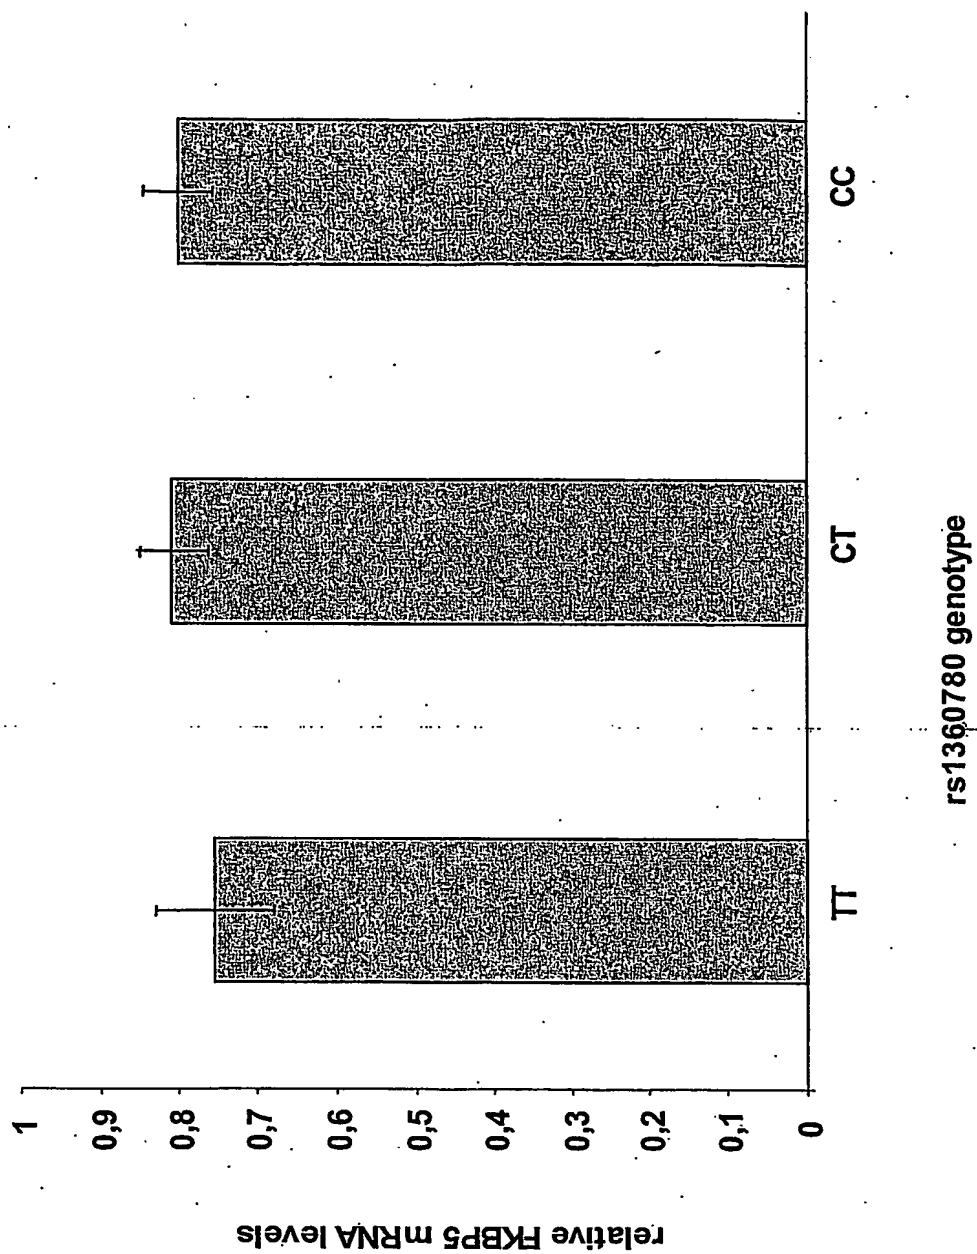 relative FKBP5 mRNA levels
1
0,9
0,8
0,7
0,6
0,5
0,4
0,3
0,2
0,1
0
TT
CT
CC
rs1360780 genotype